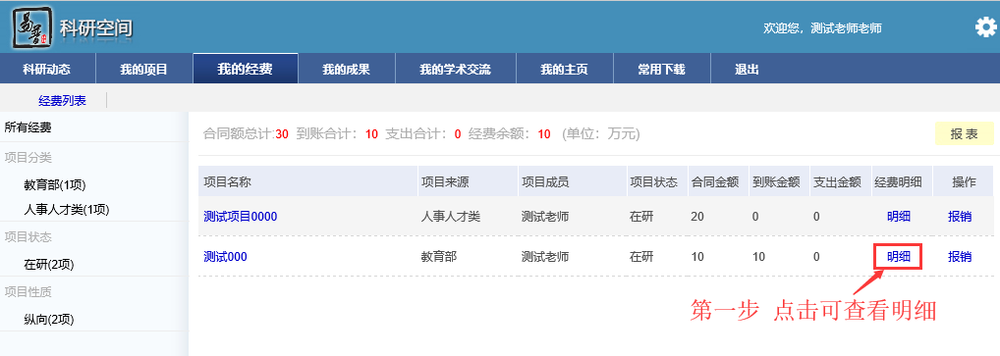 易普 科研空间
欢迎您，测试老师老师
科研动态 我的项目 我的经费 我的成果 我的学术交流 我的主页 常用下载 退出
经费列表
所有经费
项目分类
教育部(1项)
人事人才类(1项)
项目状态
在研(2项)
项目性质
纵向(2项)
合同额总计:30 到账合计：10 支出合计：0 经费余额：10 (单位：万元)
报 表
项目名称 项目来源 项目成员 项目状态 合同金额 到账金额 支出金额 经费明细 操作
测试项目0000 人事人才类 测试老师 在研 20 0 0 明细 报销
测试000 教育部 测试老师 在研 10 10 0 明细 报销
第一步 点击可查看明细